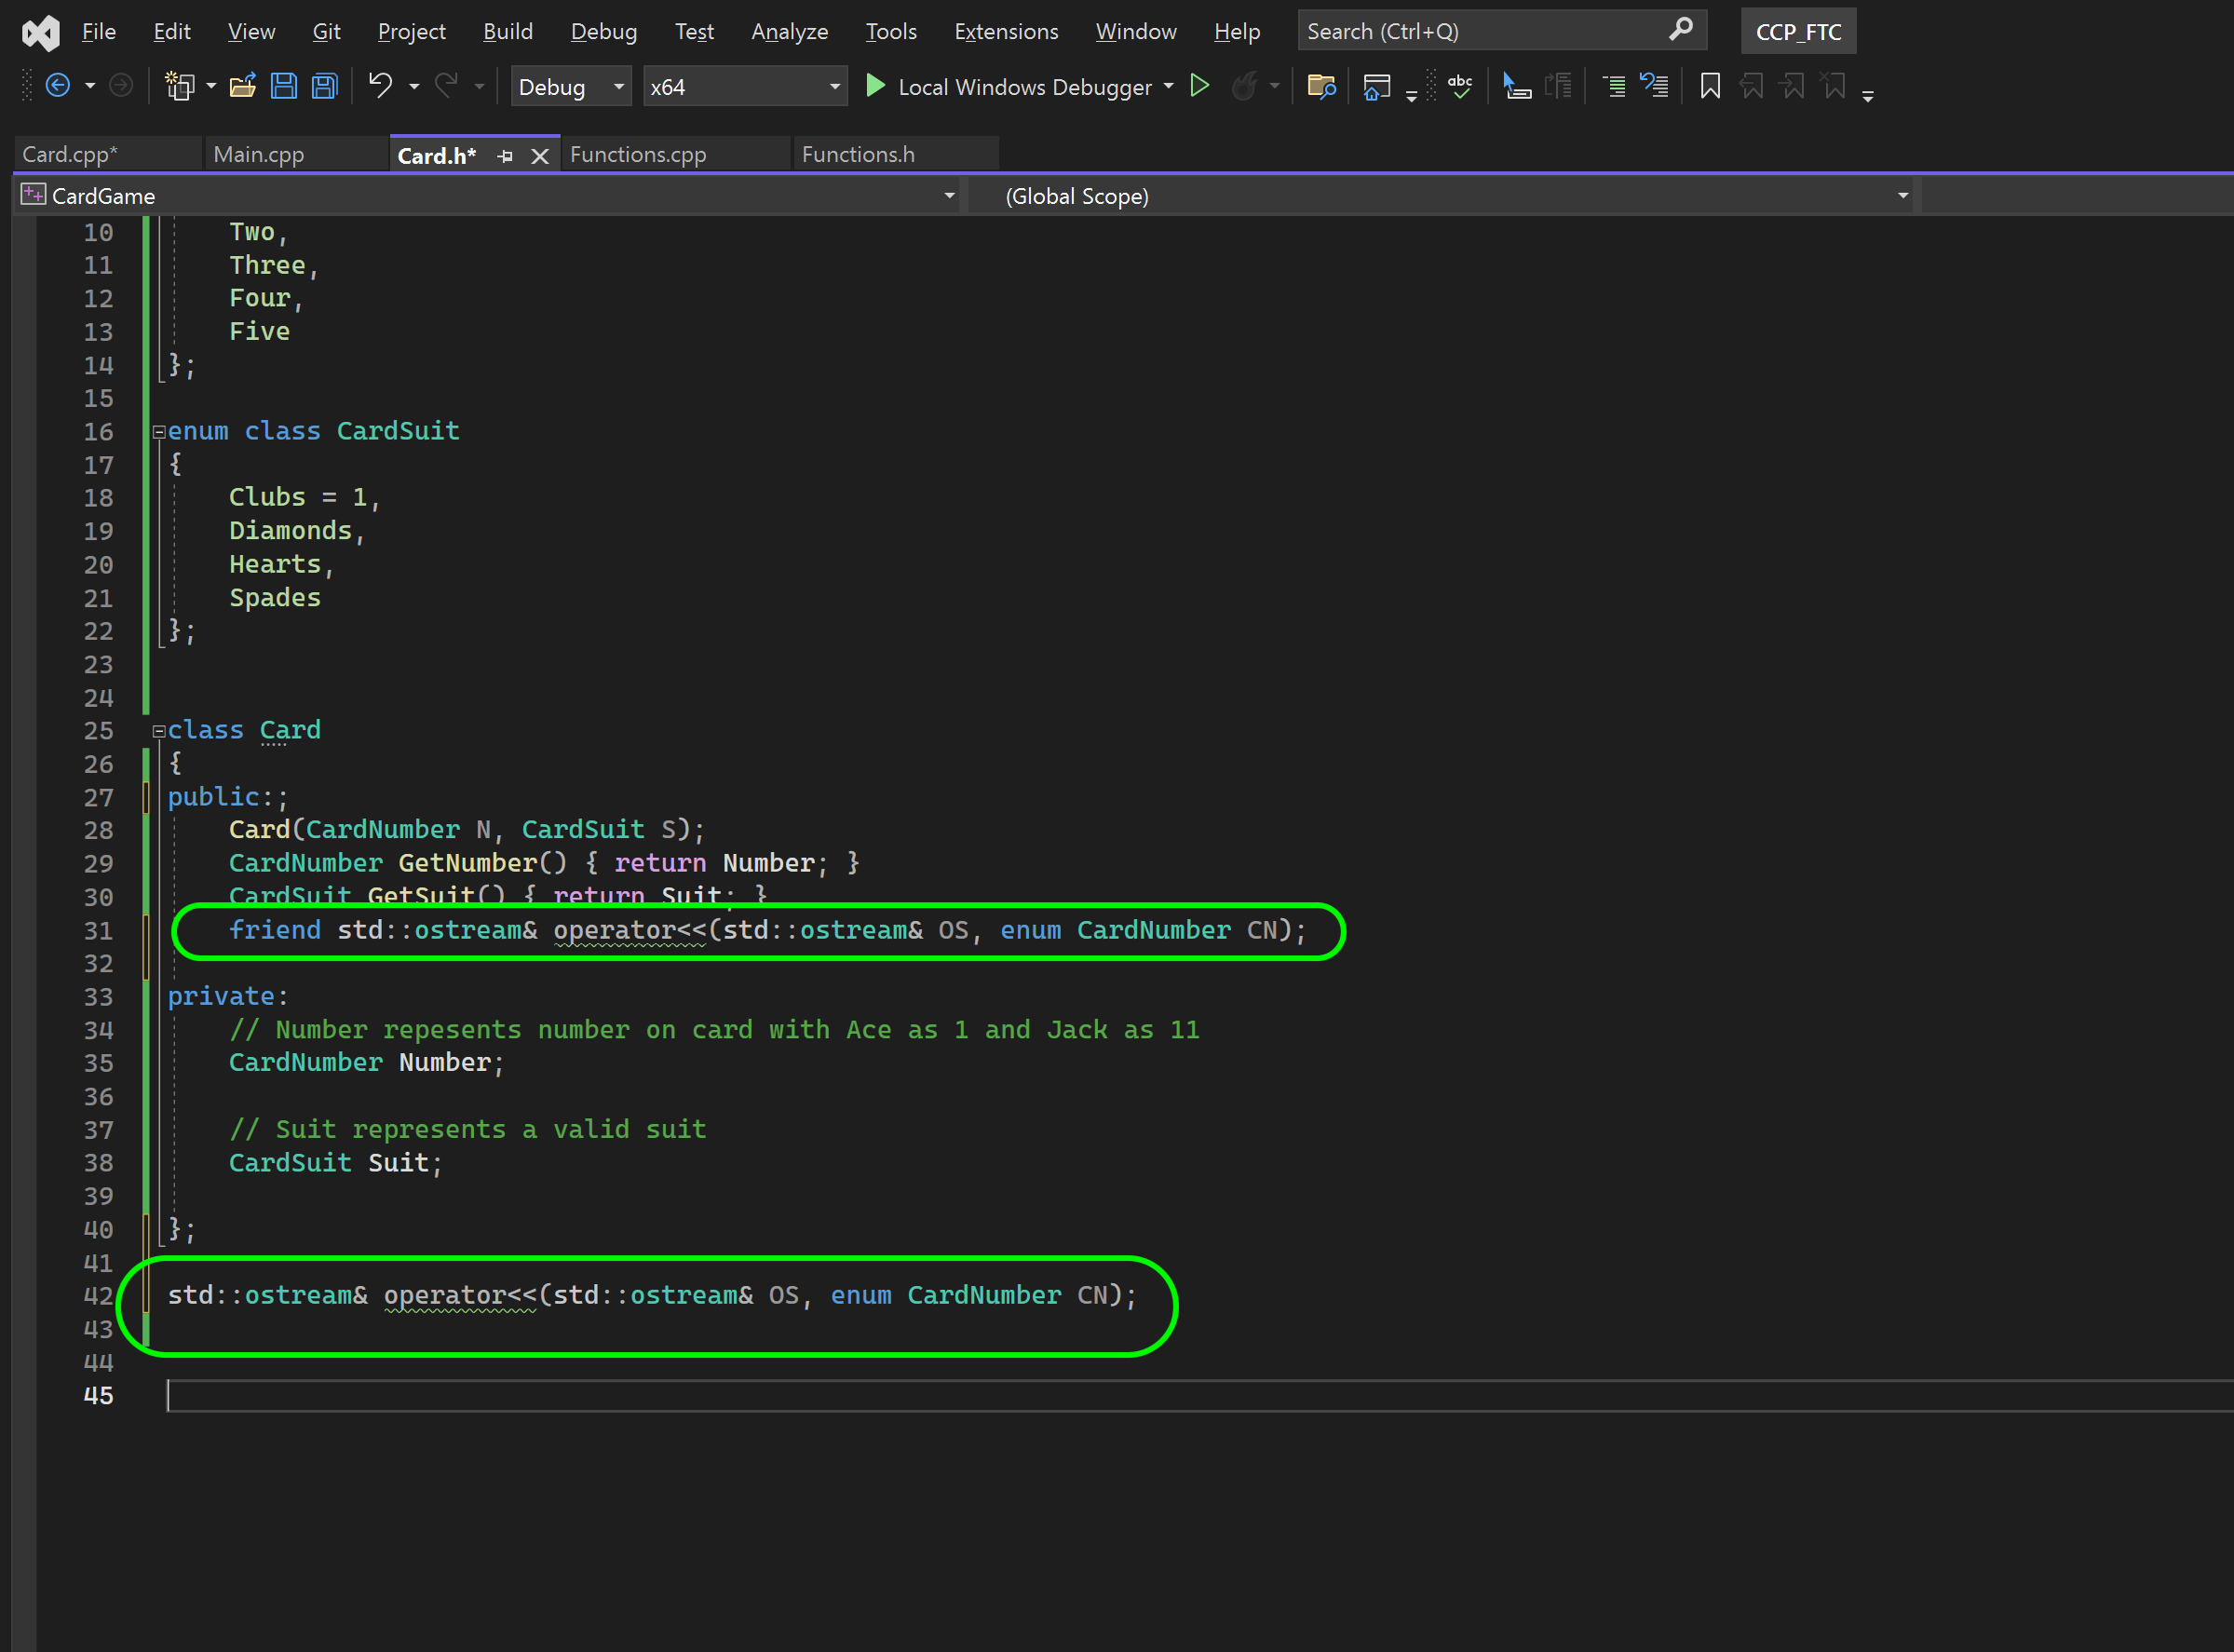 File Edit View Git Project Build Debug Test Analyze Tools Extensions Window Help Search (Ctrl+Q) CCP_FTC
Debug x64 Local Windows Debugger abc
Card.cpp* Main.cpp Card.h* Functions.cpp Functions.h
CardGame (Global Scope)
10 Two,
11 Three,
12 Four,
13 Five
14 };
15
16 enum class CardSuit
17 {
18 Clubs = 1,
19 Diamonds,
20 Hearts,
21 Spades
22 };
23
24
25 class Card
26 {
27 public:;
28 Card(CardNumber N, CardSuit S);
29 CardNumber GetNumber() { return Number; }
30 CardSuit GetSuit() { return Suit; }
31 friend std::ostream& operator<<(std::ostream& OS, enum CardNumber CN);
32
33 private:
34 // Number repesents number on card with Ace as 1 and Jack as 11
35 CardNumber Number;
36
37 // Suit represents a valid suit
38 CardSuit Suit;
39
40 };
41
42 std::ostream& operator<<(std::ostream& OS, enum CardNumber CN);
43
44
45